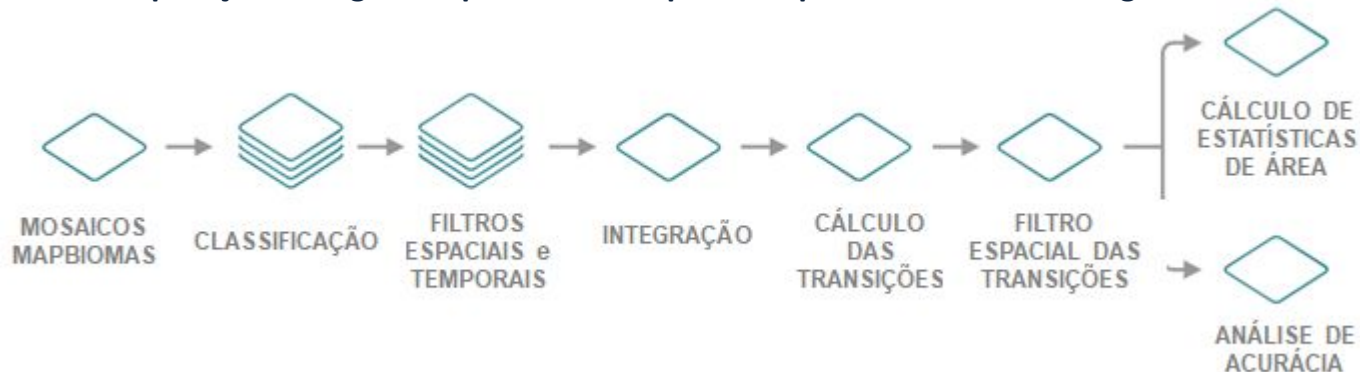 MOSAICOS
MAPBIOMAS
CLASSIFICAÇÃO
FILTROS
ESPACIAIS e
TEMPORAIS
INTEGRAÇÃO
CÁLCULO
DAS
TRANSIÇÕES
FILTRO
ESPACIAL DAS
TRANSIÇÕES
CÁLCULO DE
ESTATÍSTICAS
DE ÁREA
ANÁLISE DE
ACURÁCIA